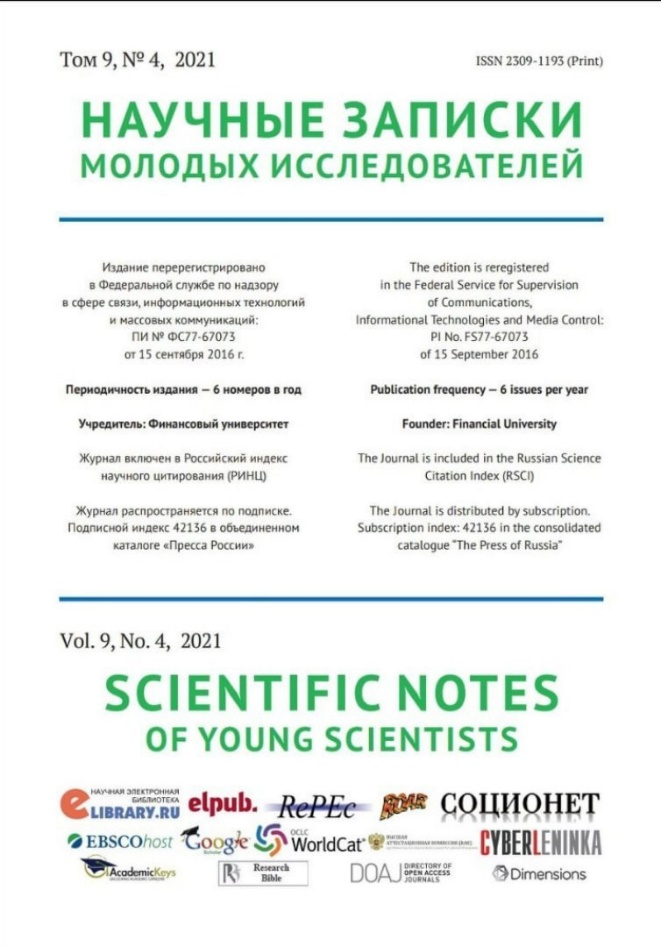 Том 9, № 4, 2021
ISSN 2309-1193 (Print)
НАУЧНЫЕ ЗАПИСКИ
МОЛОДЫХ ИССЛЕДОВАТЕЛЕЙ
Издание перерегистрировано
в Федеральной службе по надзору
в сфере связи, информационных технологий
и массовых коммуникаций:
ПИ № ФС77-67073
от 15 сентября 2016 г.
Периодичность издания — 6 номеров в год
Учредитель: Финансовый университет
Журнал включен в Российский индекс
научного цитирования (РИНЦ)
Журнал распространяется по подписке.
Подписной индекс 42136 в объединенном
каталоге «Пресса России»
The edition is reregistered
in the Federal Service for Supervision
of Communications,
Informational Technologies and Media Control:
PI No. FS77-67073
of 15 September 2016
Publication frequency — 6 issues per year
Founder: Financial University
The Journal is included in the Russian Science
Citation Index (RSCI)
The Journal is distributed by subscription.
Subscription index: 42136 in the consolidated
catalogue "The Press of Russia"
Vol. 9, No. 4, 2021
SCIENTIFIC NOTES
OF YOUNG SCIENTISTS
НАУЧНАЯ ЭЛЕКТРОННАЯ
БИБЛИОТЕКА
eLIBRARY.RU
elpub.
RePEc
ROAR
СОЦИОНЕТ
EBSCOhost
Google
Scholar
OCLC
WorldCat
ВЫСШАЯ
АТТЕСТАЦИОННАЯ КОМИССИЯ (ВАК)
CYBERLENINKA
AcademicKeys
Research
Bible
DOAJ
DIRECTORY OF
OPEN ACCESS
JOURNALS
Dimensions